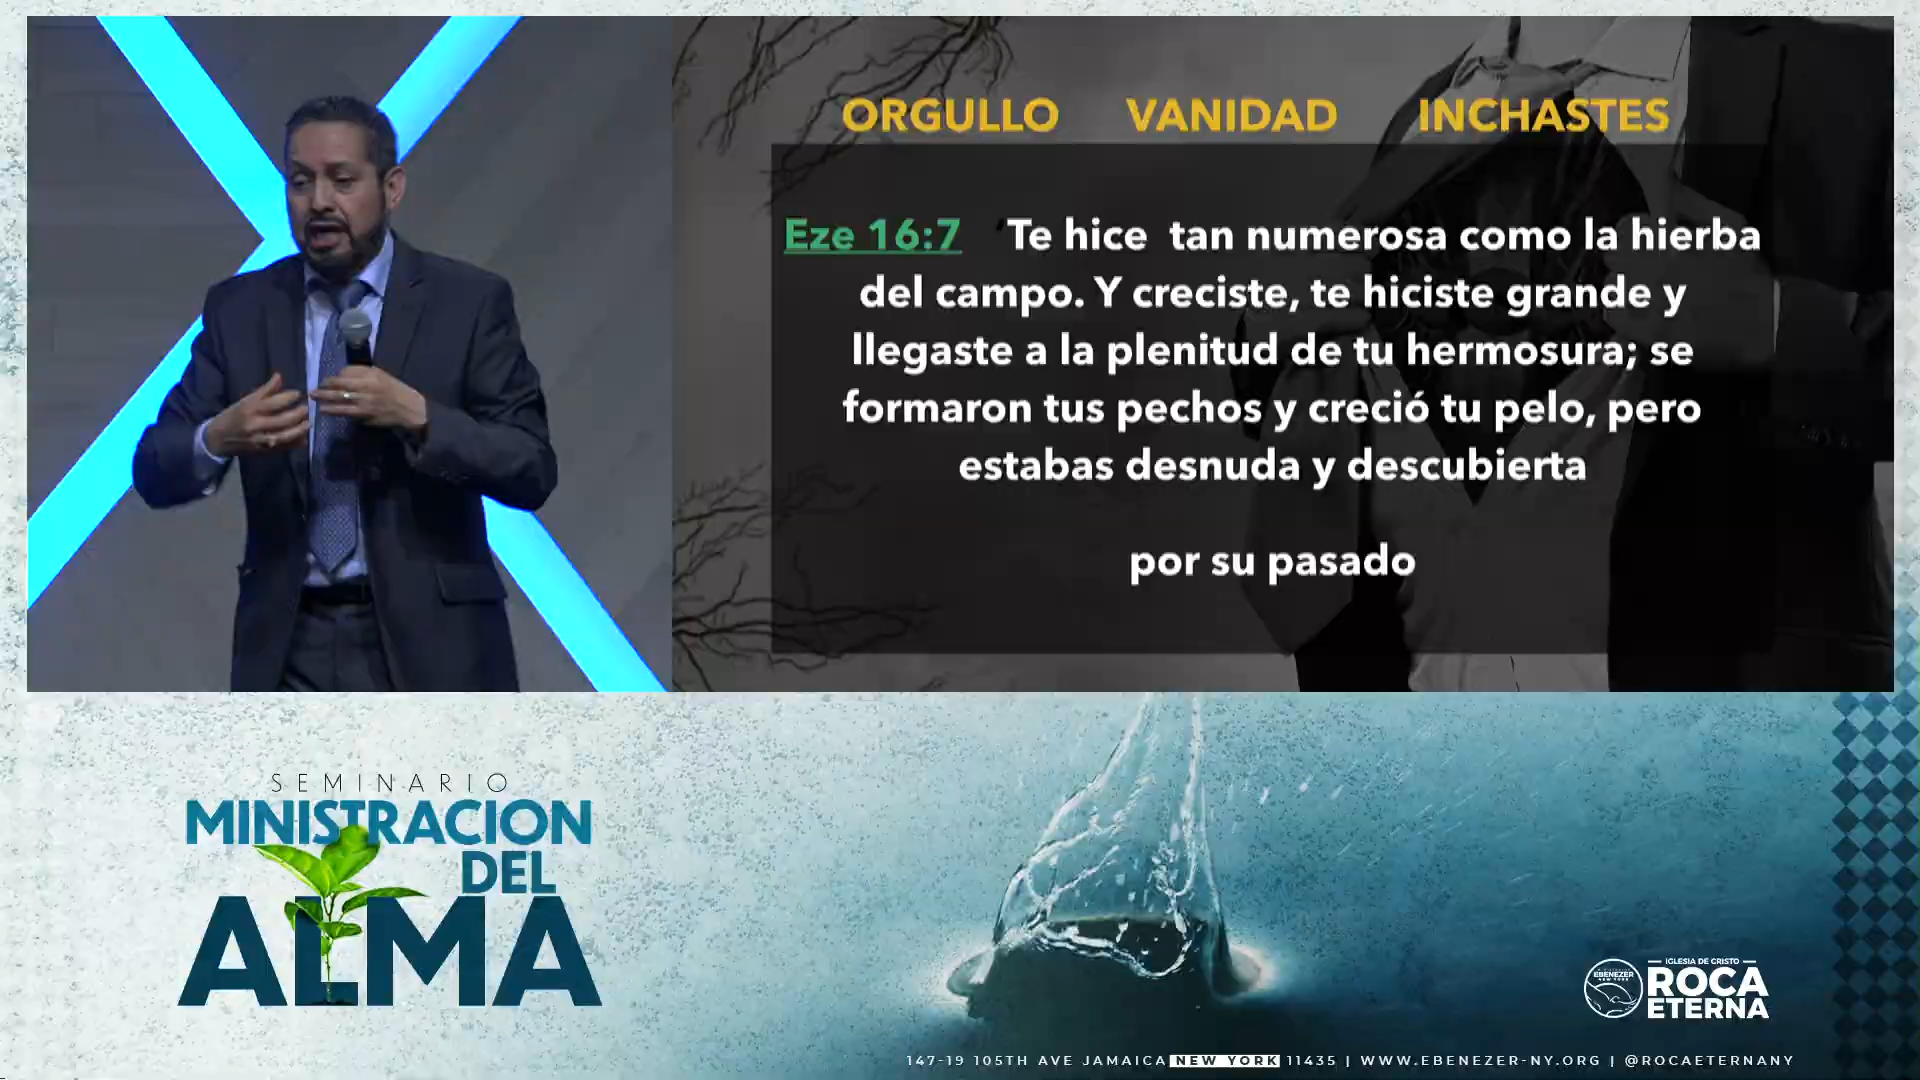 ORGULLO VANIDAD INCHASTES
Eze 16:7 Te hice tan numerosa como la hierba
del campo. Y creciste, te hiciste grande y
llegaste a la plenitud de tu hermosura; se
formaron tus pechos y creció tu pelo, pero
estabas desnuda y descubierta
por su pasado
SEMINARIO
MINISTRACION
DEL
ALMA
EBENEZER
IGLESIA DE CRISTO
ROCA
ETERNA
147-19 105TH AVE JAMAICA NEW YORK 11435 | WWW.EBENEZER-NY.ORG | @ROCAETERNANY